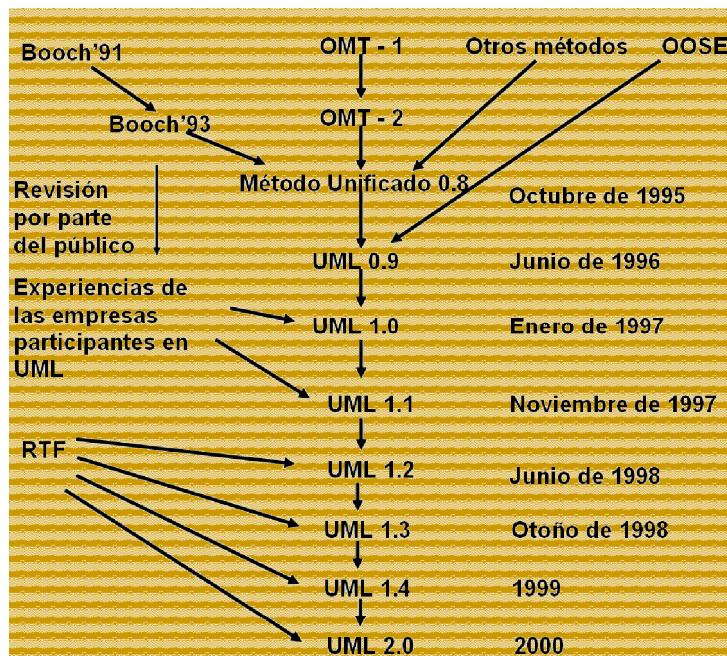 Booch'91
OMT - 1
Otros métodos
OOSE
Booch'93
OMT - 2
Método Unificado 0.8
Octubre de 1995
Revisión
por parte
del público
UML 0.9
Junio de 1996
Experiencias de
las empresas
participantes en
UML
UML 1.0
Enero de 1997
UML 1.1
Noviembre de 1997
RTF
UML 1.2
Junio de 1998
UML 1.3
Otoño de 1998
UML 1.4
1999
UML 2.0
2000